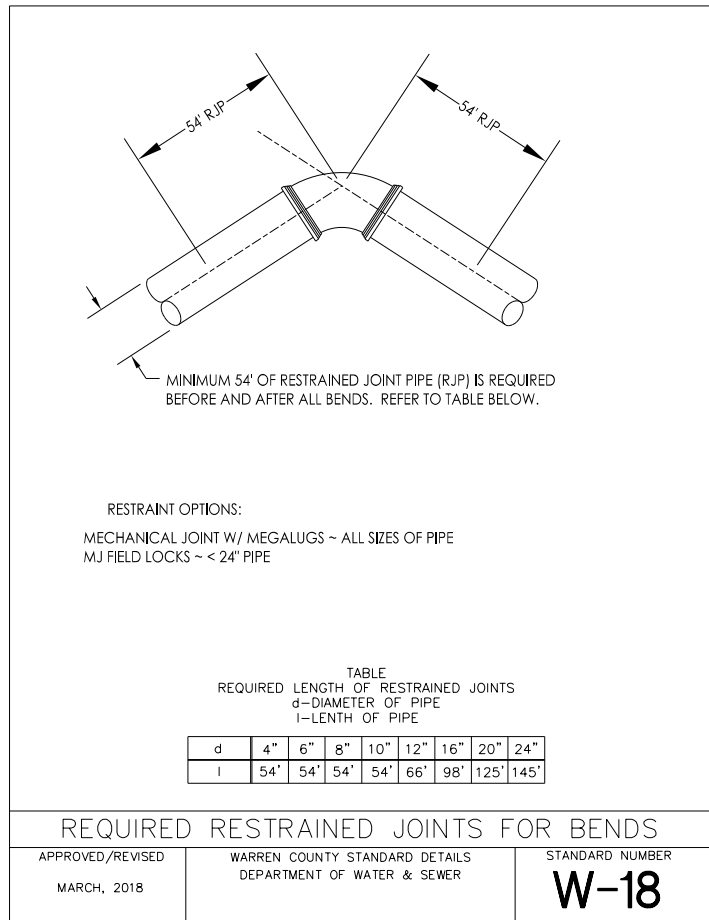 54' RJP
54' RJP
MINIMUM 54' OF RESTRAINED JOINT PIPE (RJP) IS REQUIRED
BEFORE AND AFTER ALL BENDS. REFER TO TABLE BELOW.
RESTRAINT OPTIONS:
MECHANICAL JOINT W/ MEGALUGS ~ ALL SIZES OF PIPE
MJ FIELD LOCKS ~ < 24" PIPE
TABLE
REQUIRED LENGTH OF RESTRAINED JOINTS
d-DIAMETER OF PIPE
l-LENTH OF PIPE
d 4" 6" 8" 10" 12" 16" 20" 24"
l 54' 54' 54' 54' 66' 98' 125' 145'
REQUIRED RESTRAINED JOINTS FOR BENDS
APPROVED/REVISED
MARCH, 2018
WARREN COUNTY STANDARD DETAILS
DEPARTMENT OF WATER & SEWER
STANDARD NUMBER
W-18